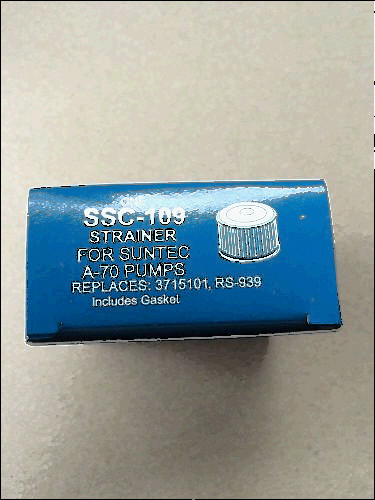 SSC-109
STRAINER
FOR SUNTEC
A-70 PUMPS
REPLACES: 3715101, RS-939
Includes Gasket